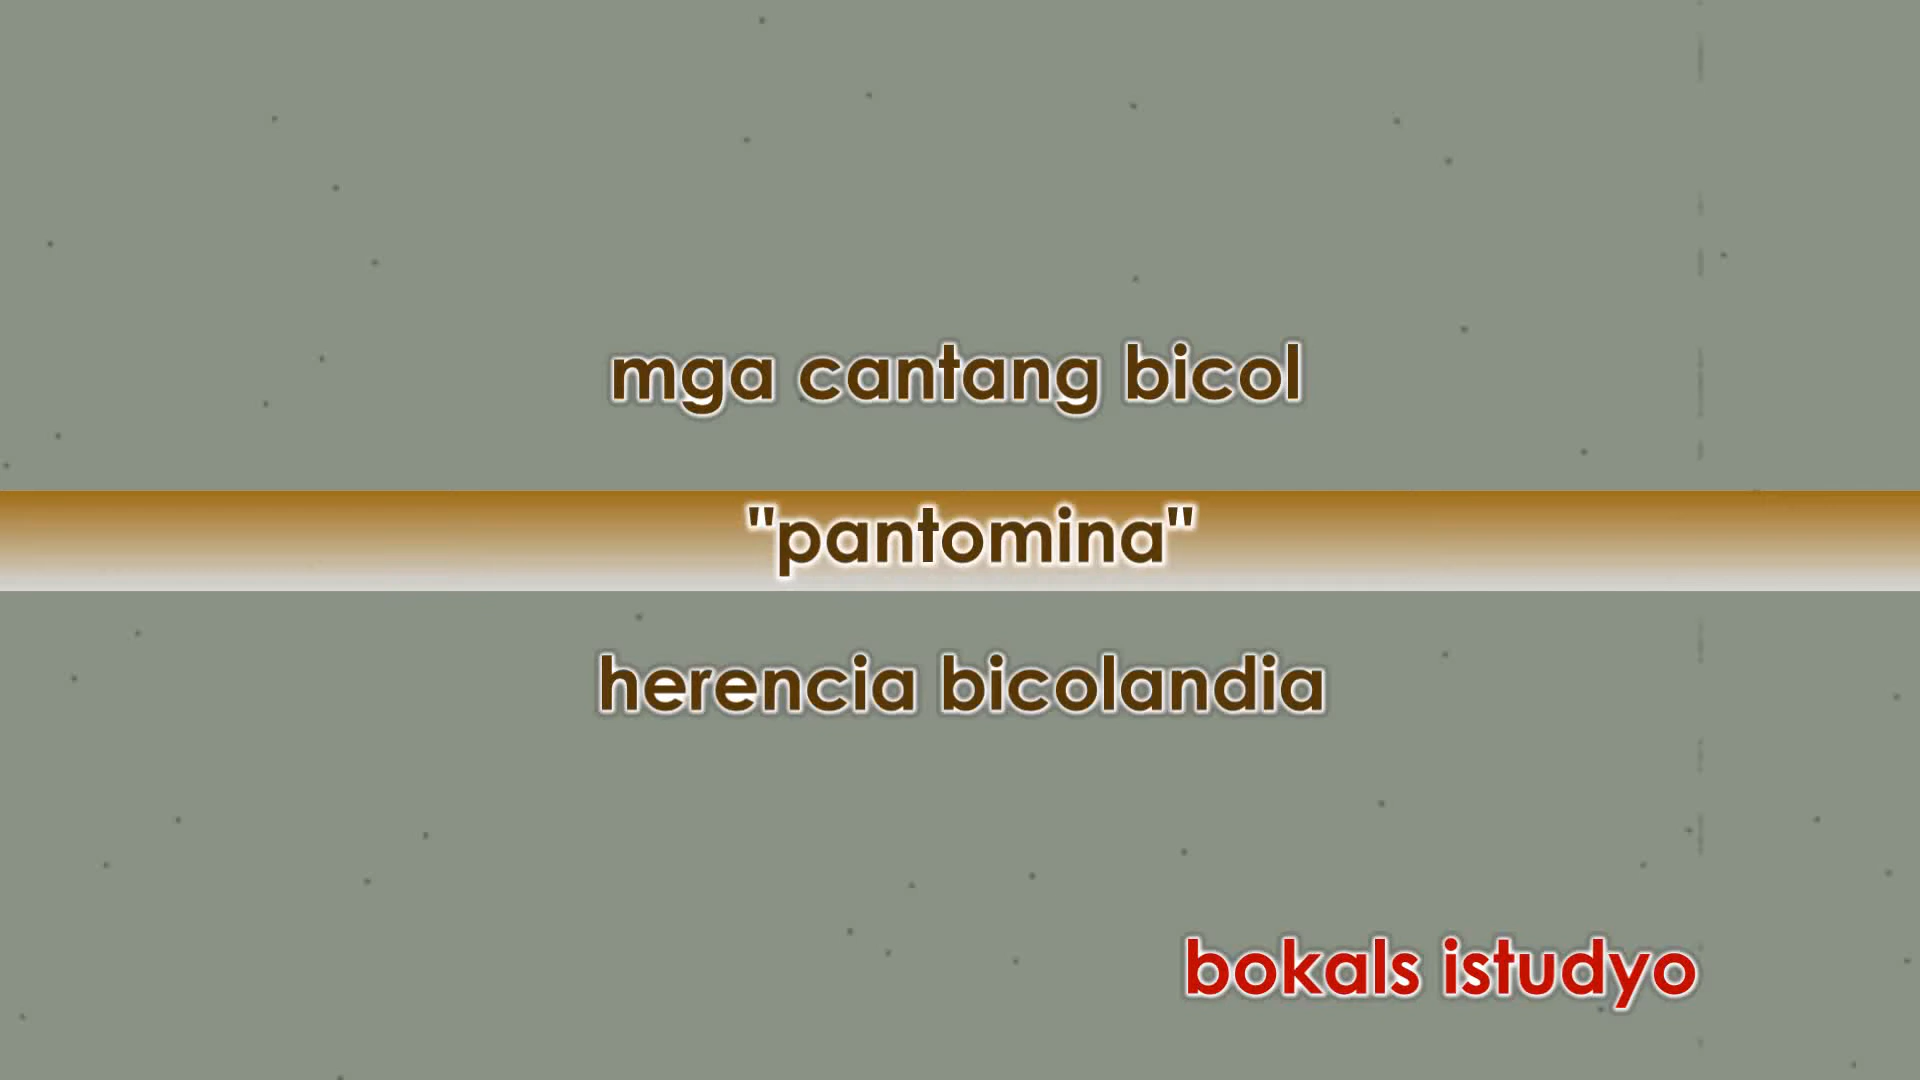 mga cantang bicol
"pantomina"
herencia bicolandia
bokals istudyo